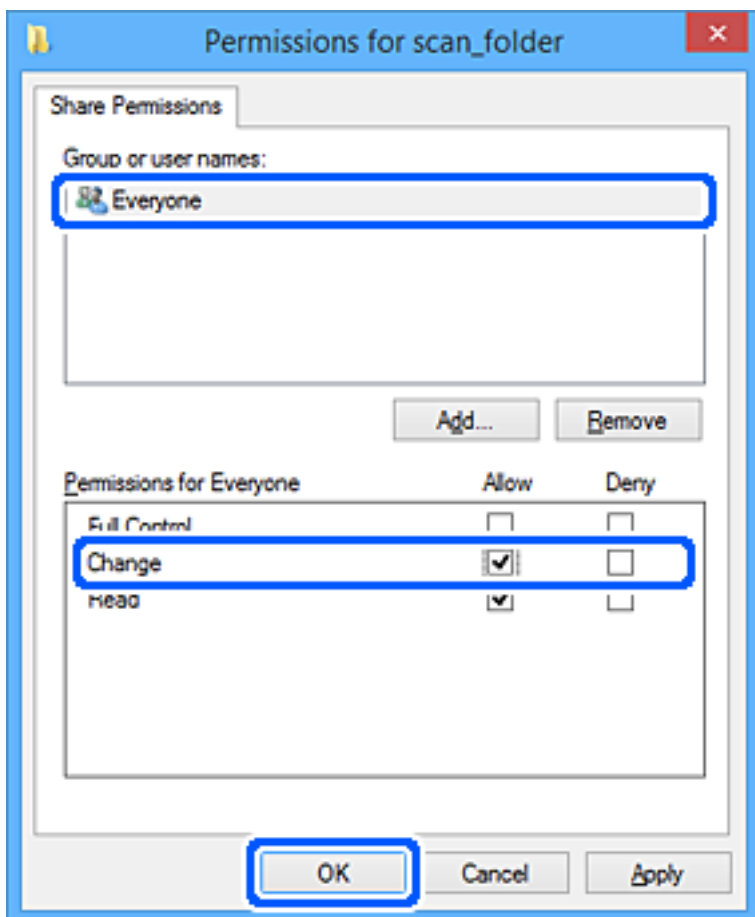 Permissions for scan_folder
Share Permissions
Group or user names:
Everyone
Add... Remove
Permissions for Everyone Allow Deny
Full Control
Change
Read
OK Cancel Apply